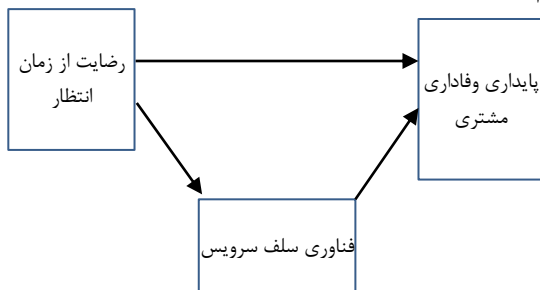 رضایت از زمان
انتظار
پایداری وفاداری
مشتری
فناوری سلف سرویس